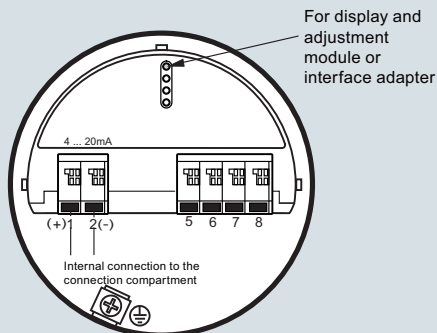 For display and
adjustment
module or
interface adapter
4 ... 20mA
(+)1 2(-) 5 6 7 8
Internal connection to the
connection compartment